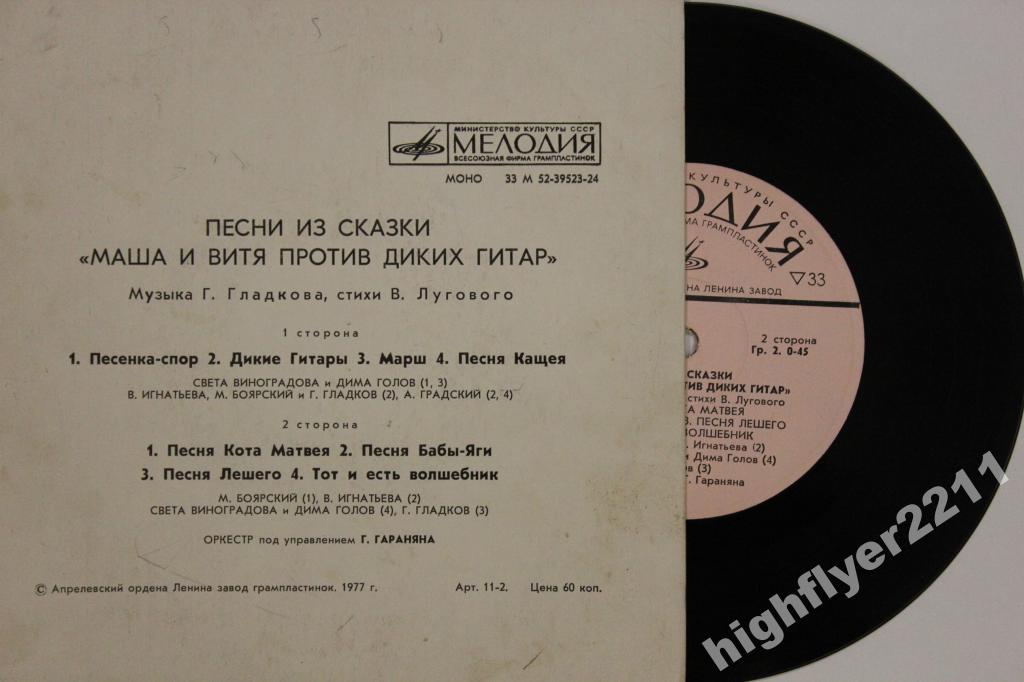 МИНИСТЕРСТВО КУЛЬТУРЫ СССР
МЕЛОДИЯ
ВСЕСОЮЗНАЯ ФИРМА ГРАМПЛАСТИНОК
МОНО 33 М 52-39523-24
ПЕСНИ ИЗ СКАЗКИ
«МАША И ВИТЯ ПРОТИВ ДИКИХ ГИТАР»
Музыка Г. Гладкова, стихи В. Лугового
1 сторона
1. Песенка-спор 2. Дикие Гитары 3. Марш 4. Песня Кащея
СВЕТА ВИНОГРАДОВА и ДИМА ГОЛОВ (1, 3)
В. ИГНАТЬЕВА, М. БОЯРСКИЙ и Г. ГЛАДКОВ (2), А. ГРАДСКИЙ (2, 4)
2 сторона
1. Песня Кота Матвея 2. Песня Бабы-Яги
3. Песня Лешего 4. Тот и есть волшебник
М. БОЯРСКИЙ (1), В. ИГНАТЬЕВА (2)
СВЕТА ВИНОГРАДОВА и ДИМА ГОЛОВ (4), Г. ГЛАДКОВ (3)
ОРКЕСТР под управлением Г. ГАРАНЯНА
© Апрелевский ордена Ленина завод грампластинок. 1977 г. Арт. 11-2. Цена 60 коп.
КУЛЬТУРЫ СССР
ОДИЯ
МА ГРАМПЛАСТИНОК
▽33
НА ЛЕНИНА ЗАВОД
2 сторона
Гр. 2. 0-45
СКАЗКИ
ТИВ ДИКИХ ГИТАР»
стихи В. Лугового
ТА МАТВЕЯ
3. ПЕСНЯ ЛЕШЕГО
ВОЛШЕБНИК
. Игнатьева (2)
и Дима Голов (4)
ов (3)
Г. Гараняна
highflyer2211